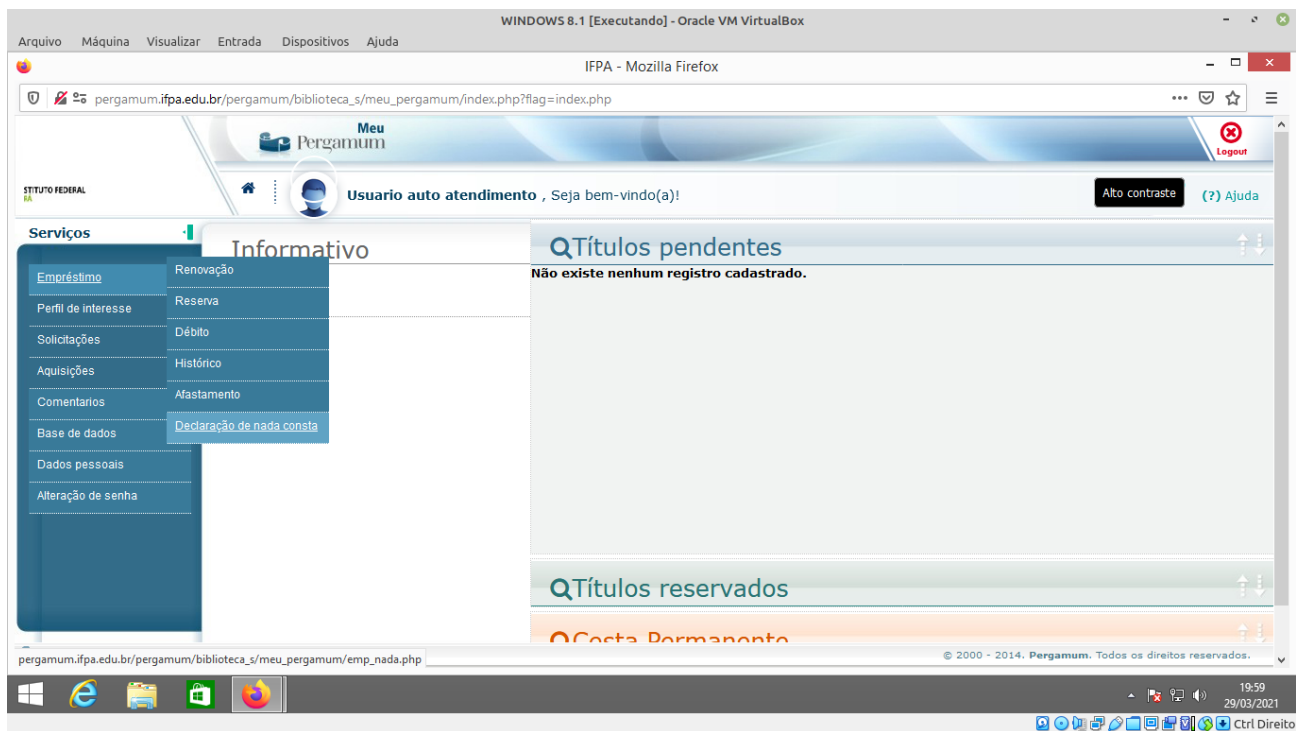 WINDOWS 8.1 [Executando] - Oracle VM VirtualBox
Arquivo Máquina Visualizar Entrada Dispositivos Ajuda
IFPA - Mozilla Firefox
pergamum.ifpa.edu.br/pergamum/biblioteca_s/meu_pergamum/index.php?flag=index.php
Meu
Pergamum
Logout
STITUTO FEDERAL
RÁ
Usuario auto atendimento , Seja bem-vindo(a)!
Alto contraste
(?) Ajuda
Serviços
Empréstimo
Perfil de interesse
Solicitações
Aquisições
Comentarios
Base de dados
Dados pessoais
Alteração de senha
Renovação
Reserva
Débito
Histórico
Afastamento
Declaração de nada consta
Informativo
Títulos pendentes
Não existe nenhum registro cadastrado.
Títulos reservados
Cesta Permanente
pergamum.ifpa.edu.br/pergamum/biblioteca_s/meu_pergamum/emp_nada.php
© 2000 - 2014. Pergamum. Todos os direitos reservados.
19:59
29/03/2021
Ctrl Direito